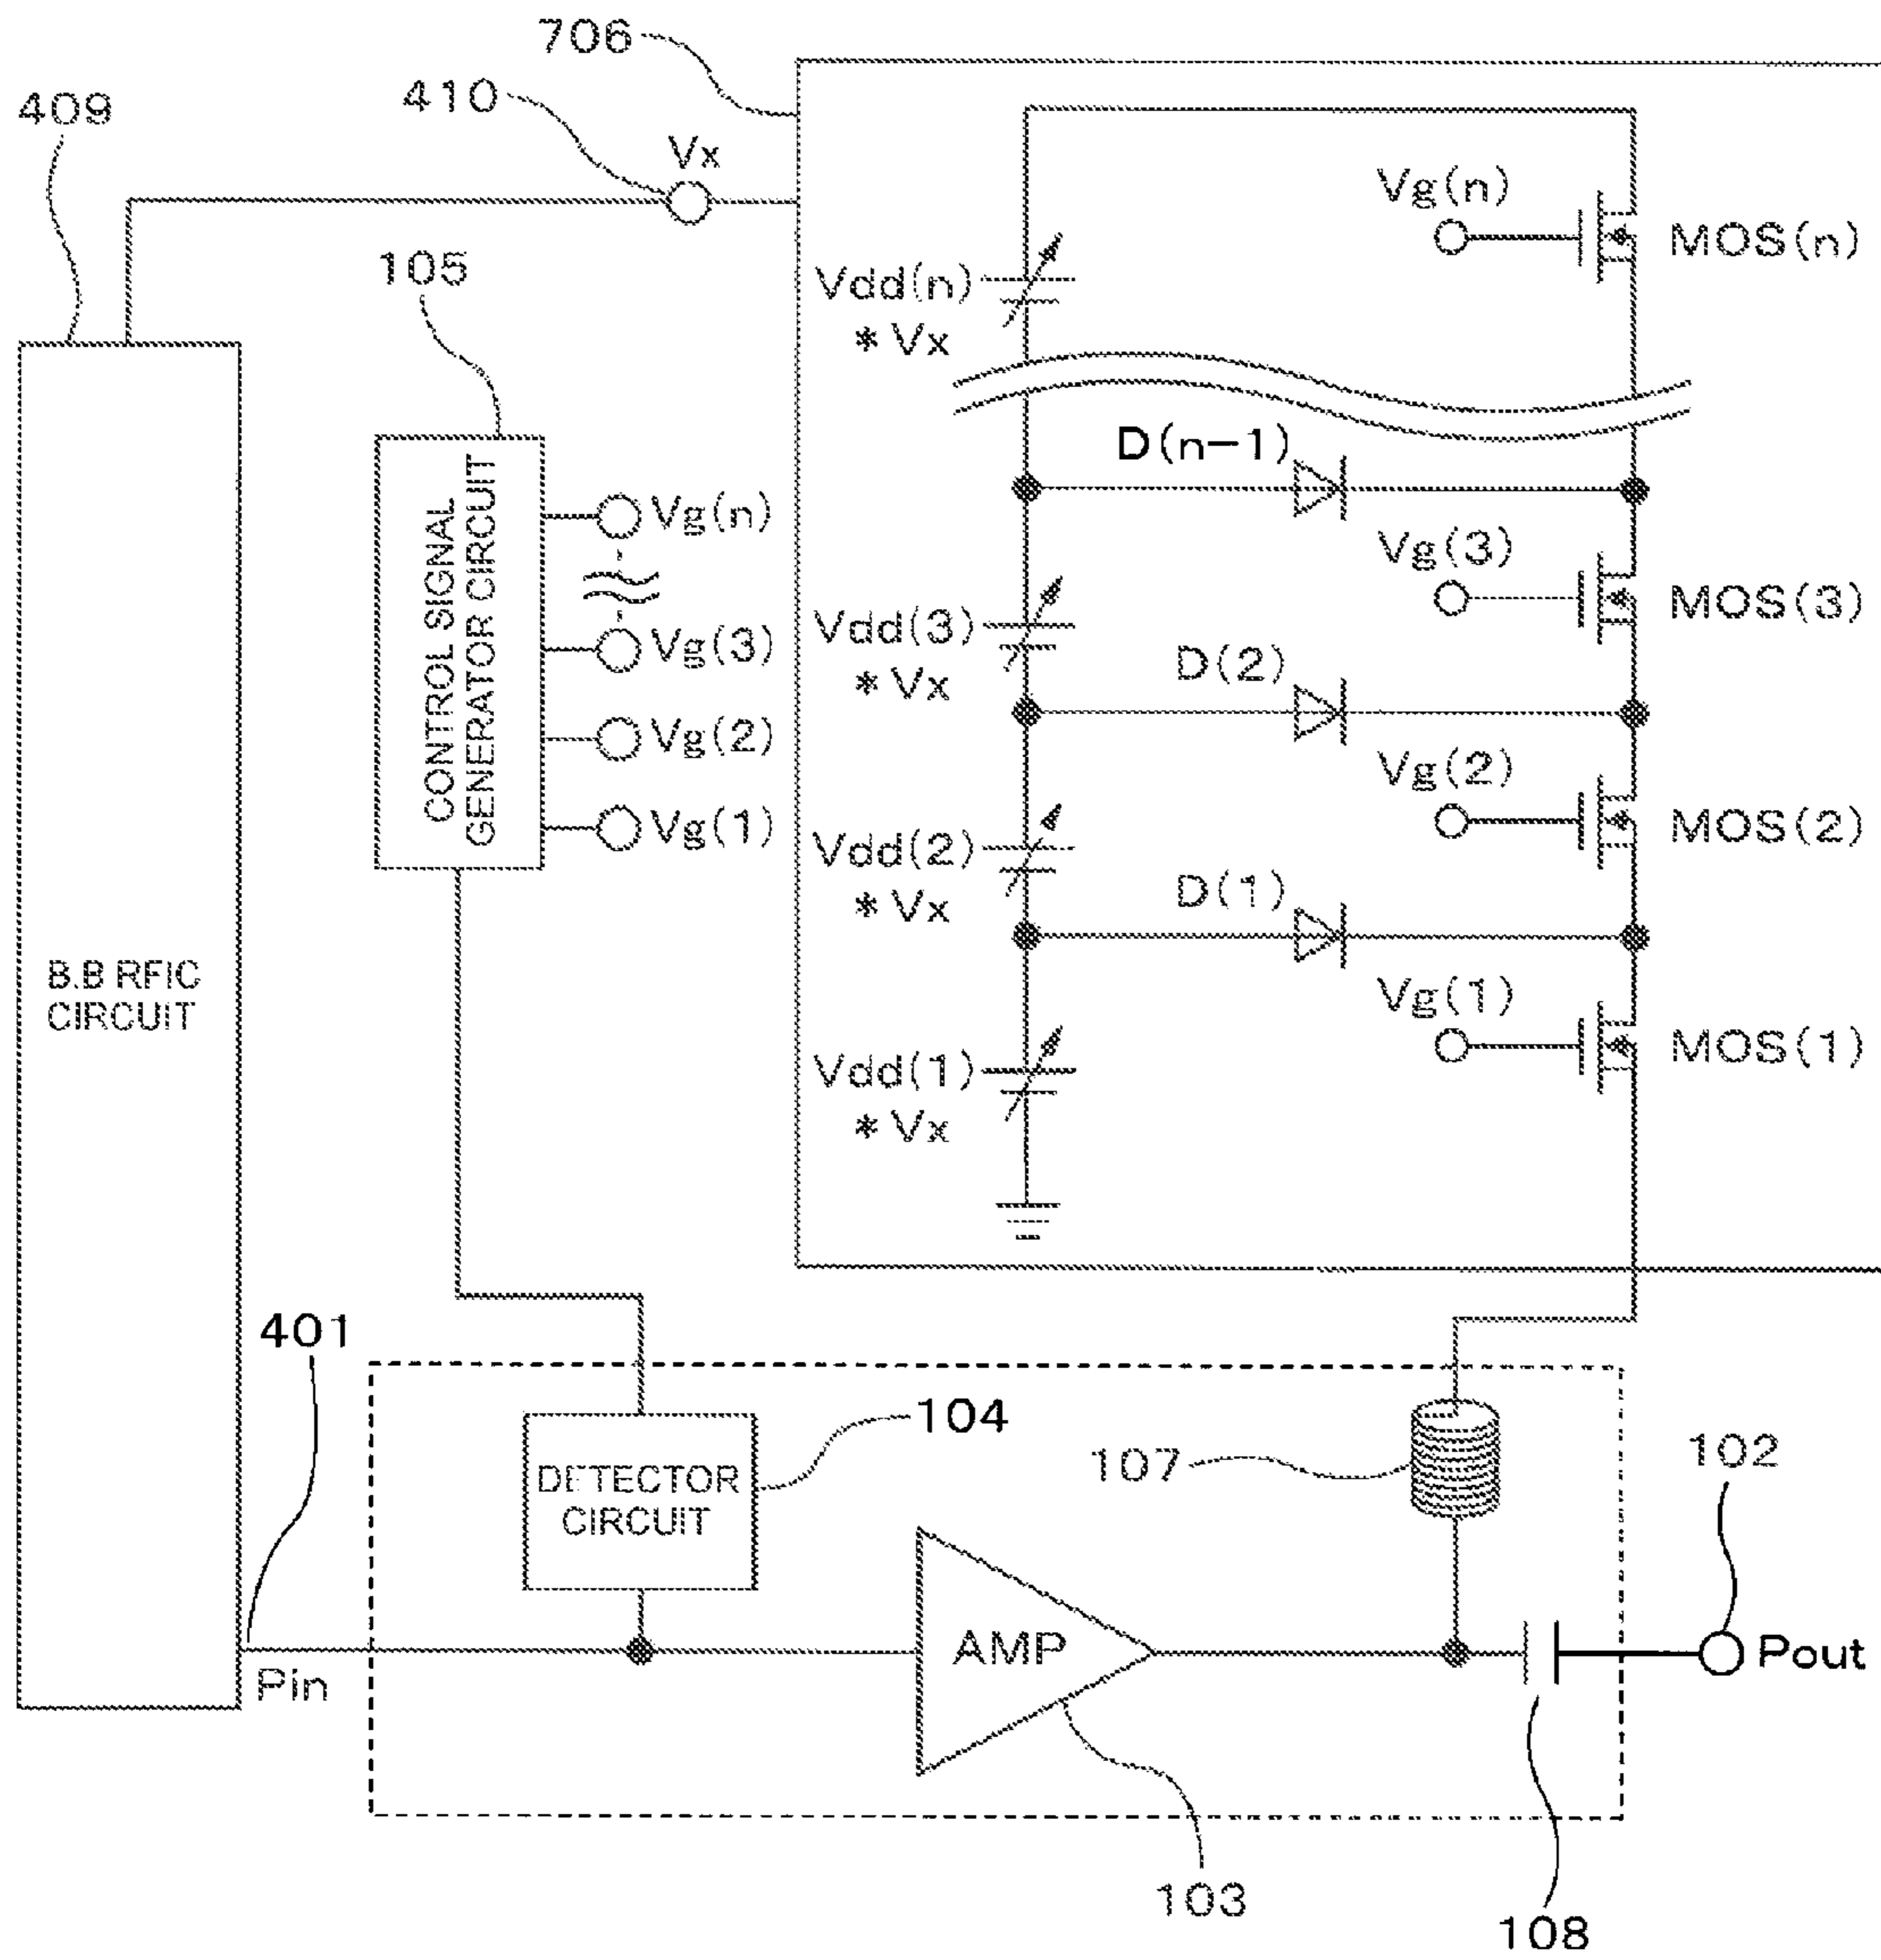 706
409
410
Vx
Vg(n)
MOS(n)
105
Vdd(n)
* Vx
D(n-1)
CONTROL SIGNAL
GENERATOR CIRCUIT
Vg(n)
Vg(3)
Vg(2)
Vg(1)
Vg(3)
MOS(3)
Vdd(3)
* Vx
D(2)
Vg(2)
MOS(2)
Vdd(2)
* Vx
D(1)
B.B RFIC
CIRCUIT
Vg(1)
MOS(1)
Vdd(1)
* Vx
401
104
DETECTOR
CIRCUIT
107
102
AMP
Pin
Pout
103
108